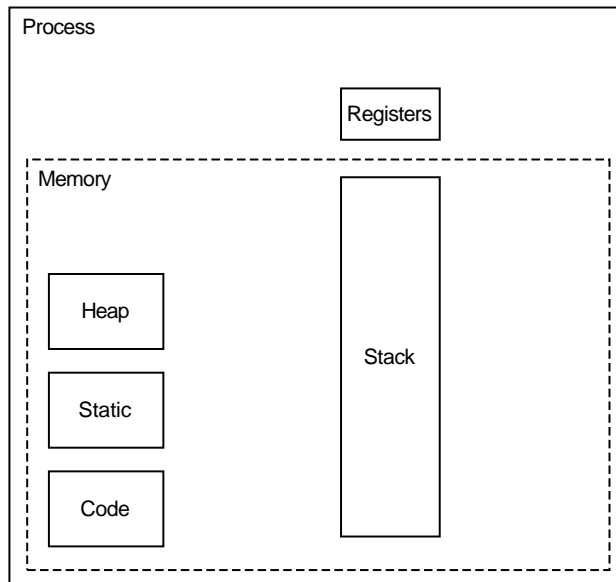 Process
Registers
Memory
Heap
Stack
Static
Code